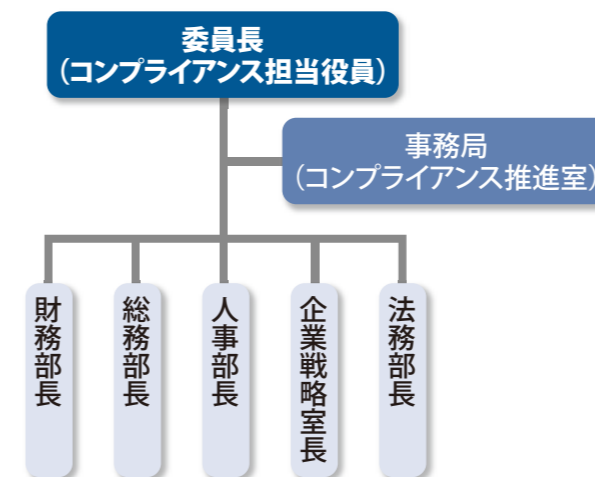 委員長
（コンプライアンス担当役員）
事務局
（コンプライアンス推進室）
財務部長
総務部長
人事部長
企業戦略室長
法務部長